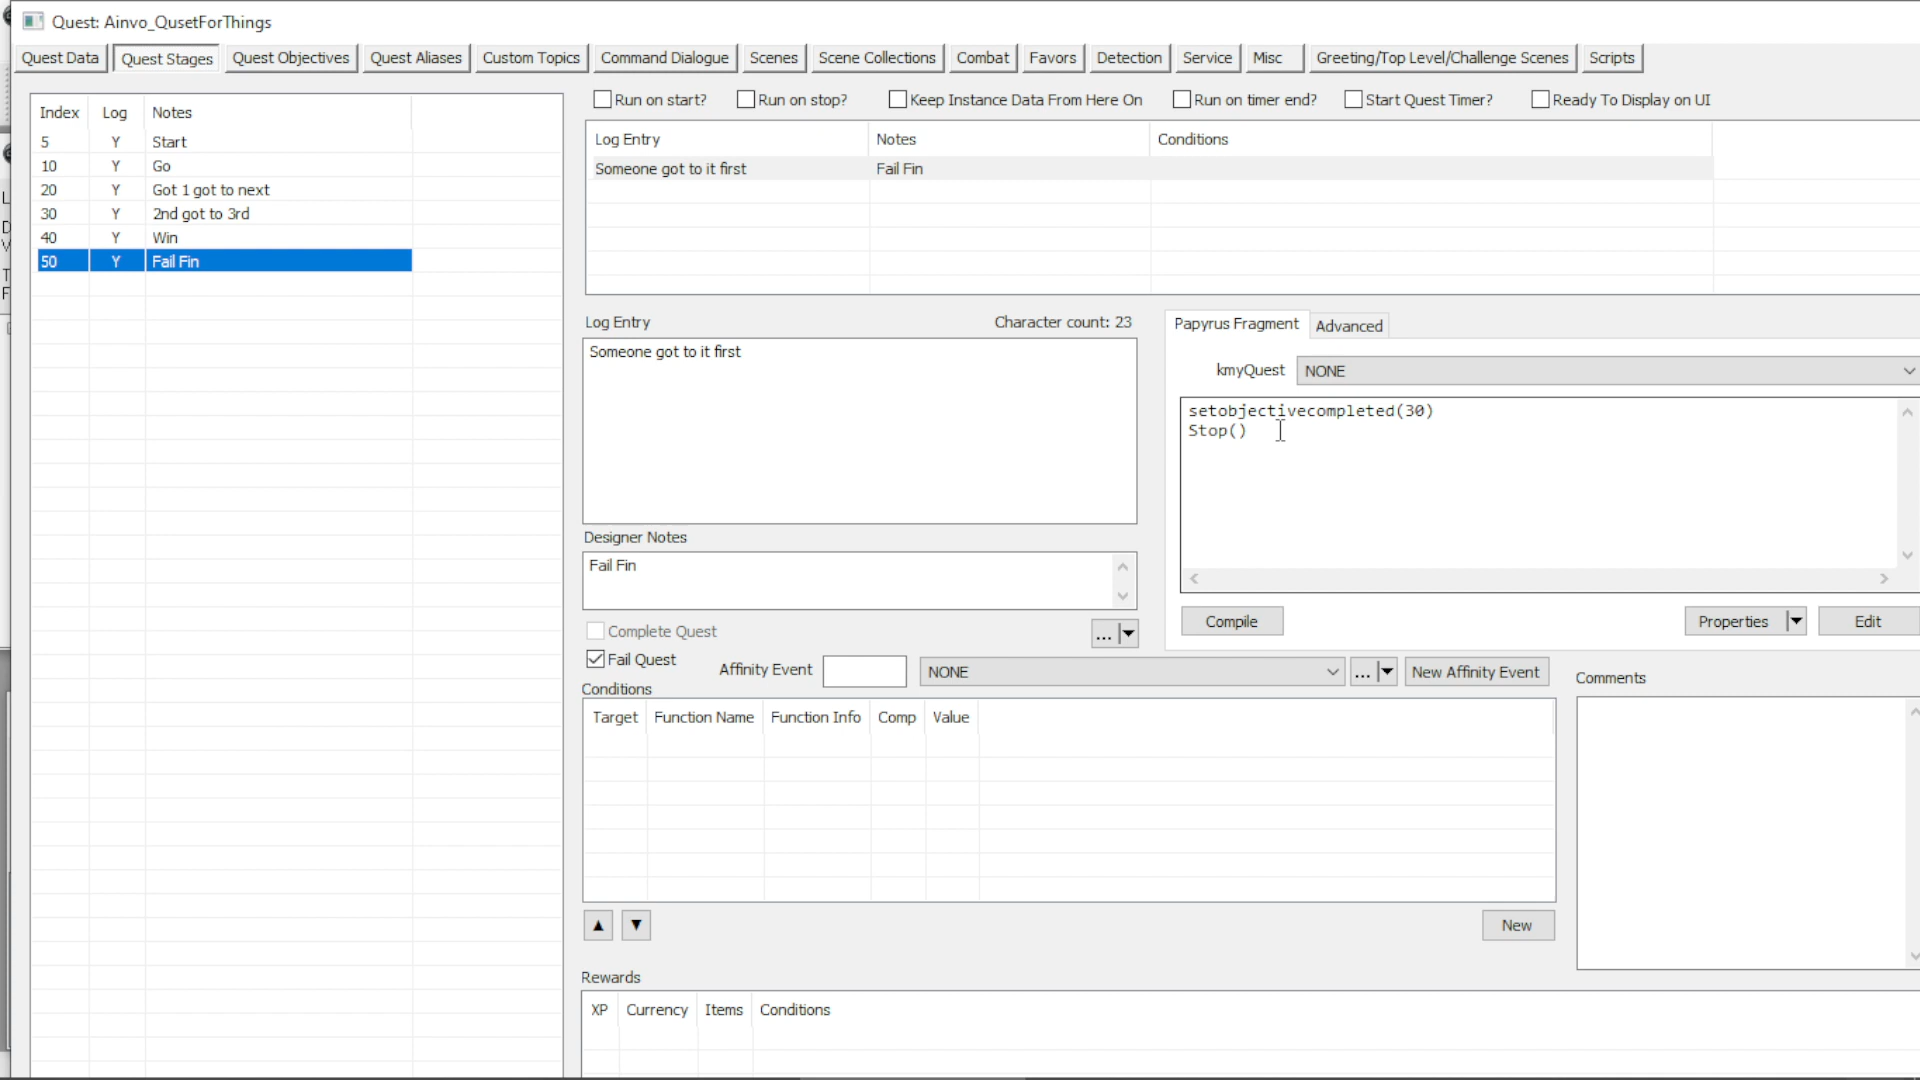 Quest: Ainvo_QusetForThings
Quest Data Quest Stages Quest Objectives Quest Aliases Custom Topics Command Dialogue Scenes Scene Collections Combat Favors Detection Service Misc Greeting/Top Level/Challenge Scenes Scripts
Index Log Notes
5 Y Start
10 Y Go
20 Y Got 1 got to next
30 Y 2nd got to 3rd
40 Y Win
50 Y Fail Fin
Run on start? Run on stop? Keep Instance Data From Here On Run on timer end? Start Quest Timer? Ready To Display on UI
Log Entry Notes Conditions
Someone got to it first Fail Fin
Log Entry Character count: 23
Someone got to it first
Designer Notes
Fail Fin
Papyrus Fragment Advanced
kmyQuest NONE
setobjectivecompleted(30)
Stop()
Compile Properties Edit
Complete Quest ...
Fail Quest Affinity Event NONE ... New Affinity Event
Conditions
Target Function Name Function Info Comp Value
New
Comments
Rewards
XP Currency Items Conditions